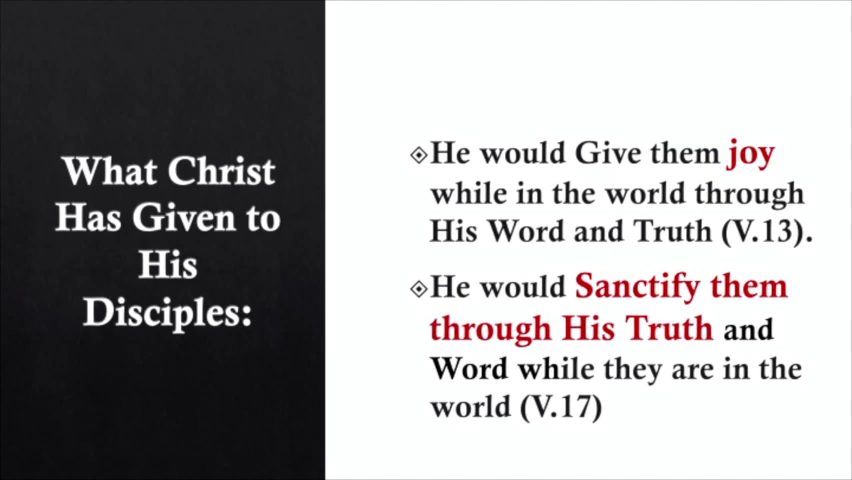 What Christ
Has Given to
His
Disciples:
He would Give them joy
while in the world through
His Word and Truth (V.13).
He would Sanctify them
through His Truth and
Word while they are in the
world (V.17)